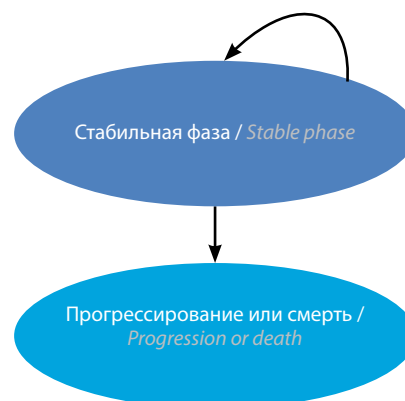 Стабильная фаза / Stable phase
Прогрессирование или смерть /
Progression or death